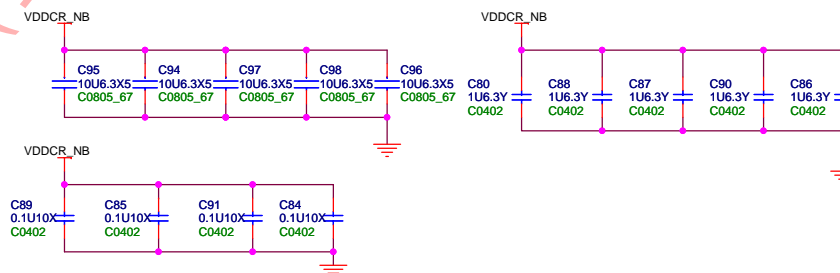 VDDCR_NB
C95
10U6.3X5
C0805_67
C94
10U6.3X5
C0805_67
C97
10U6.3X5
C0805_67
C98
10U6.3X5
C0805_67
C96
10U6.3X5
C0805_67
VDDCR_NB
C80
1U6.3Y
C0402
C88
1U6.3Y
C0402
C87
1U6.3Y
C0402
C90
1U6.3Y
C0402
C86
1U6.3Y
C0402
VDDCR_NB
C89
0.1U10X
C0402
C85
0.1U10X
C0402
C91
0.1U10X
C0402
C84
0.1U10X
C0402